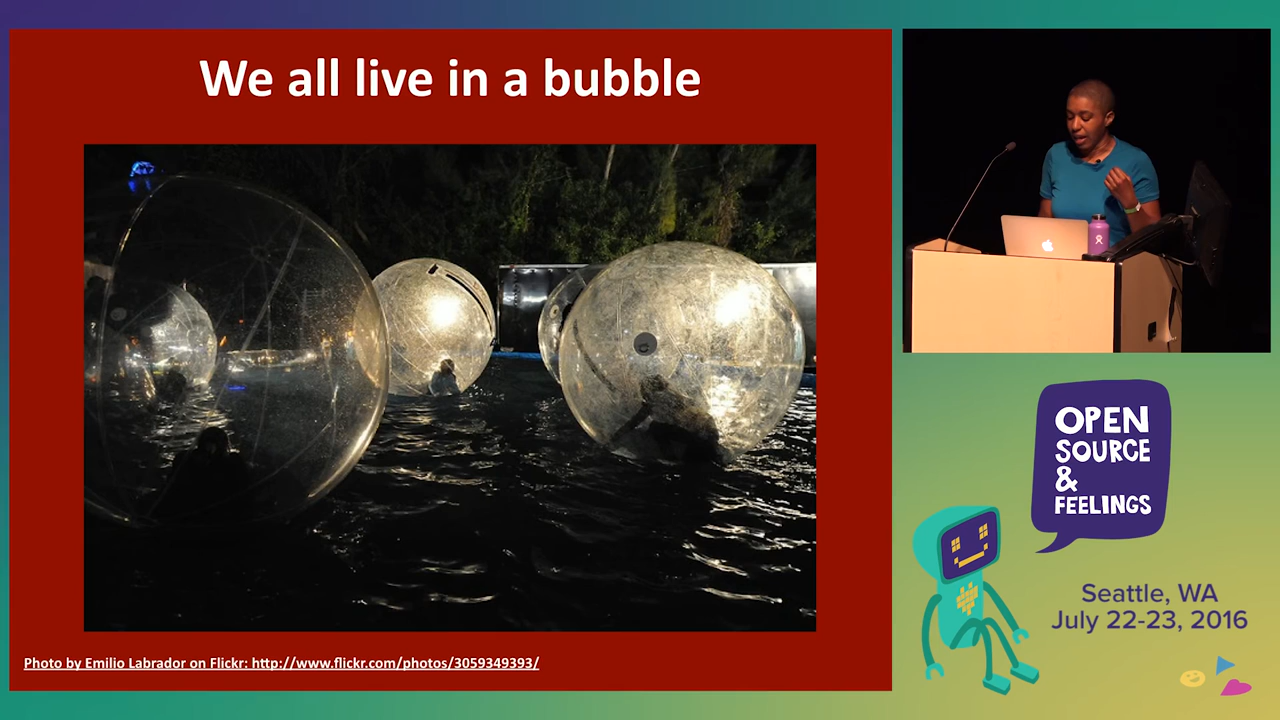 We all live in a bubble
Photo by Emilio Labrador on Flickr: http://www.flickr.com/photos/3059349393/
OPEN
SOURCE
&
FEELINGS
Seattle, WA
July 22-23, 2016